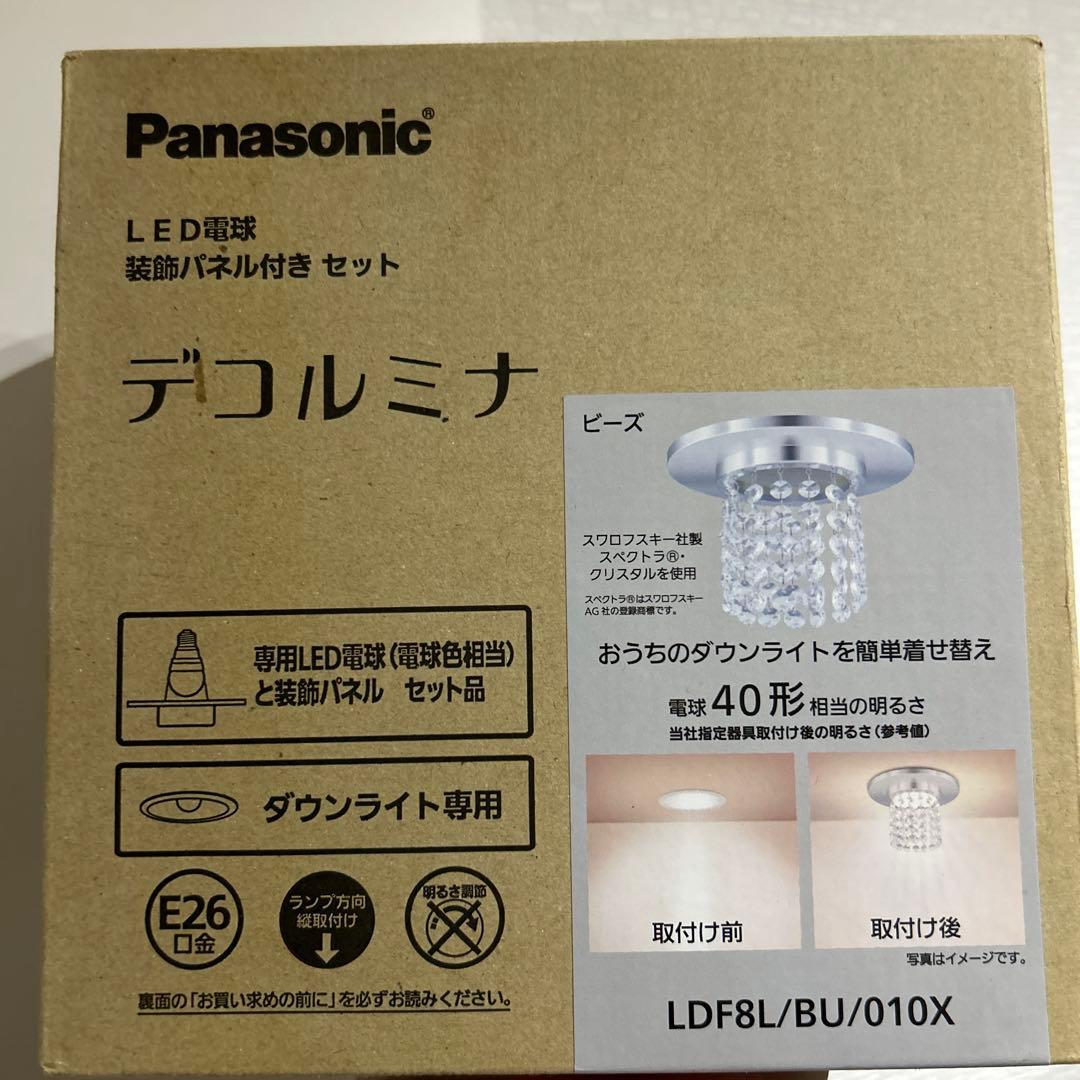 Panasonic®
LED電球
装飾パネル付き セット
デコルミナ
専用LED電球(電球色相当)
と装飾パネル セット品
ダウンライト専用
E26
口金
ランプ方向
縦取付け
明るさ調節
裏面の「お買い求めの前に」を必ずお読みください。
ビーズ
スワロフスキー社製
スペクトラ®・
クリスタルを使用
スペクトラ®はスワロフスキー
AG社の登録商標です。
おうちのダウンライトを簡単着せ替え
電球40形相当の明るさ
当社指定器具取付け後の明るさ(参考値)
取付け前
取付け後
写真はイメージです。
LDF8L/BU/010X